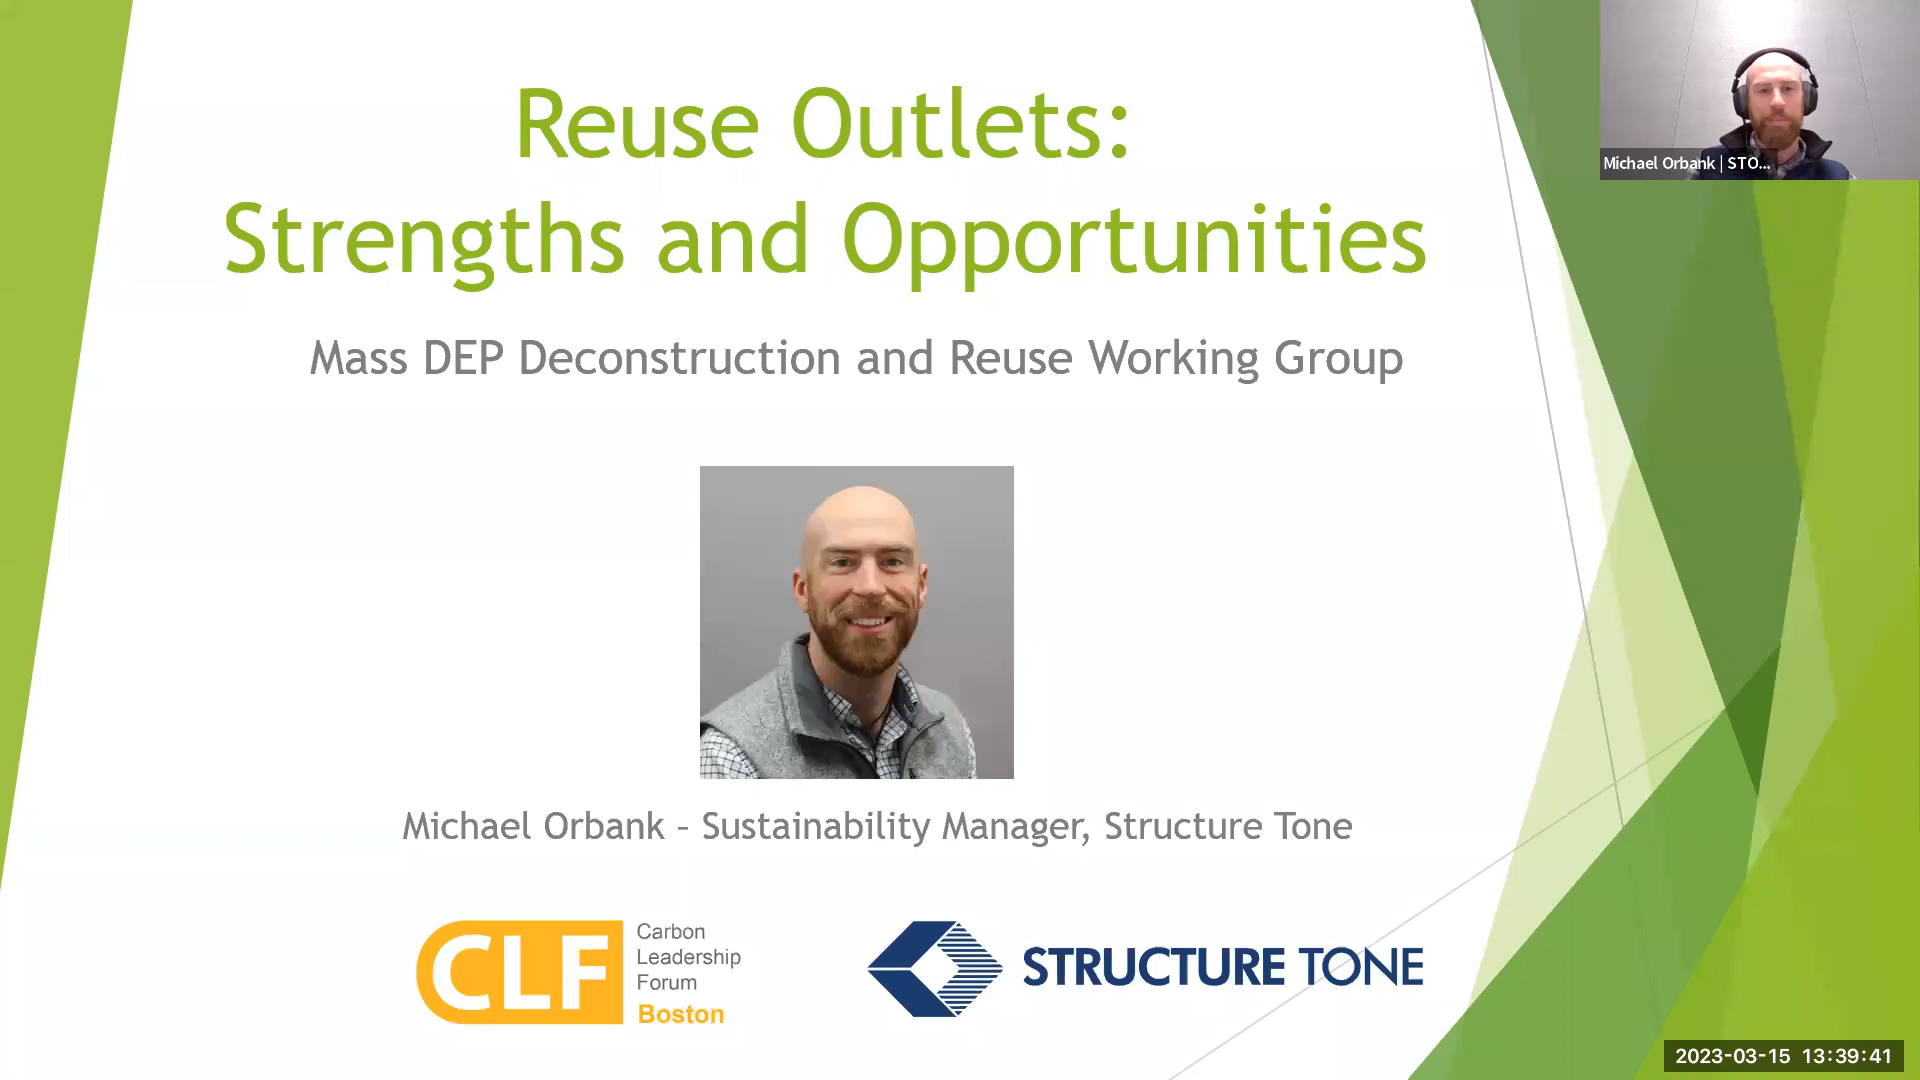 Reuse Outlets:
Strengths and Opportunities
Mass DEP Deconstruction and Reuse Working Group
Michael Orbank | STO...
Michael Orbank – Sustainability Manager, Structure Tone
CLF
Carbon
Leadership
Forum
Boston
STRUCTURE TONE
2023-03-15 13:39:41